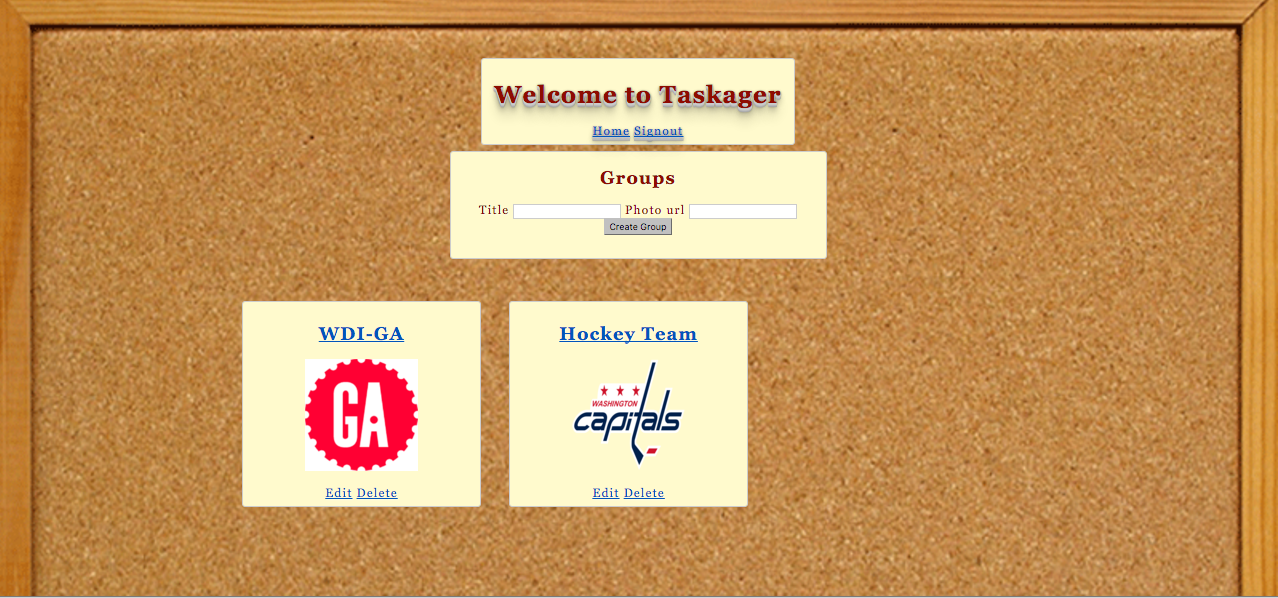 Welcome to Taskager
Home Signout
Groups
Title Photo url
Create Group
WDI-GA
GA
Edit Delete
Hockey Team
WASHINGTON
capitals
Edit Delete